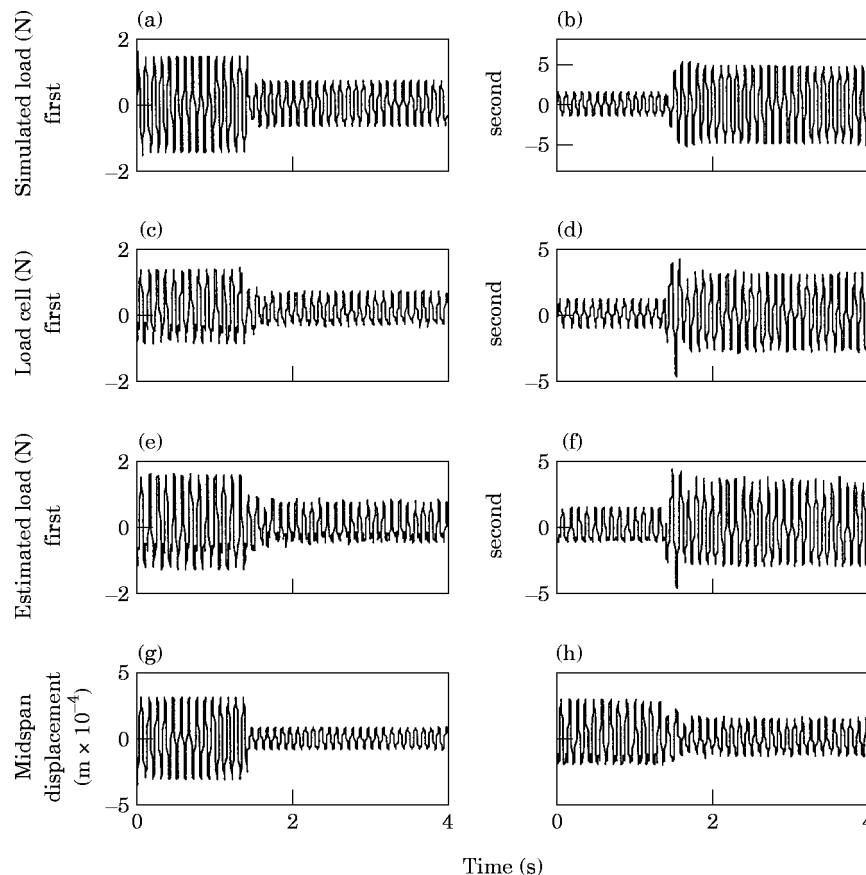 (a) (b)
Simulated load (N)
first
2
0
–2
second
5
0
–5
(c) (d)
Load cell (N)
first
2
0
–2
second
5
0
–5
(e) (f)
Estimated load (N)
first
2
0
–2
second
5
0
–5
(g) (h)
Midspan
displacement
(m × 10⁻⁴)
5
0
–5
0 2 4
0 2 4
Time (s)